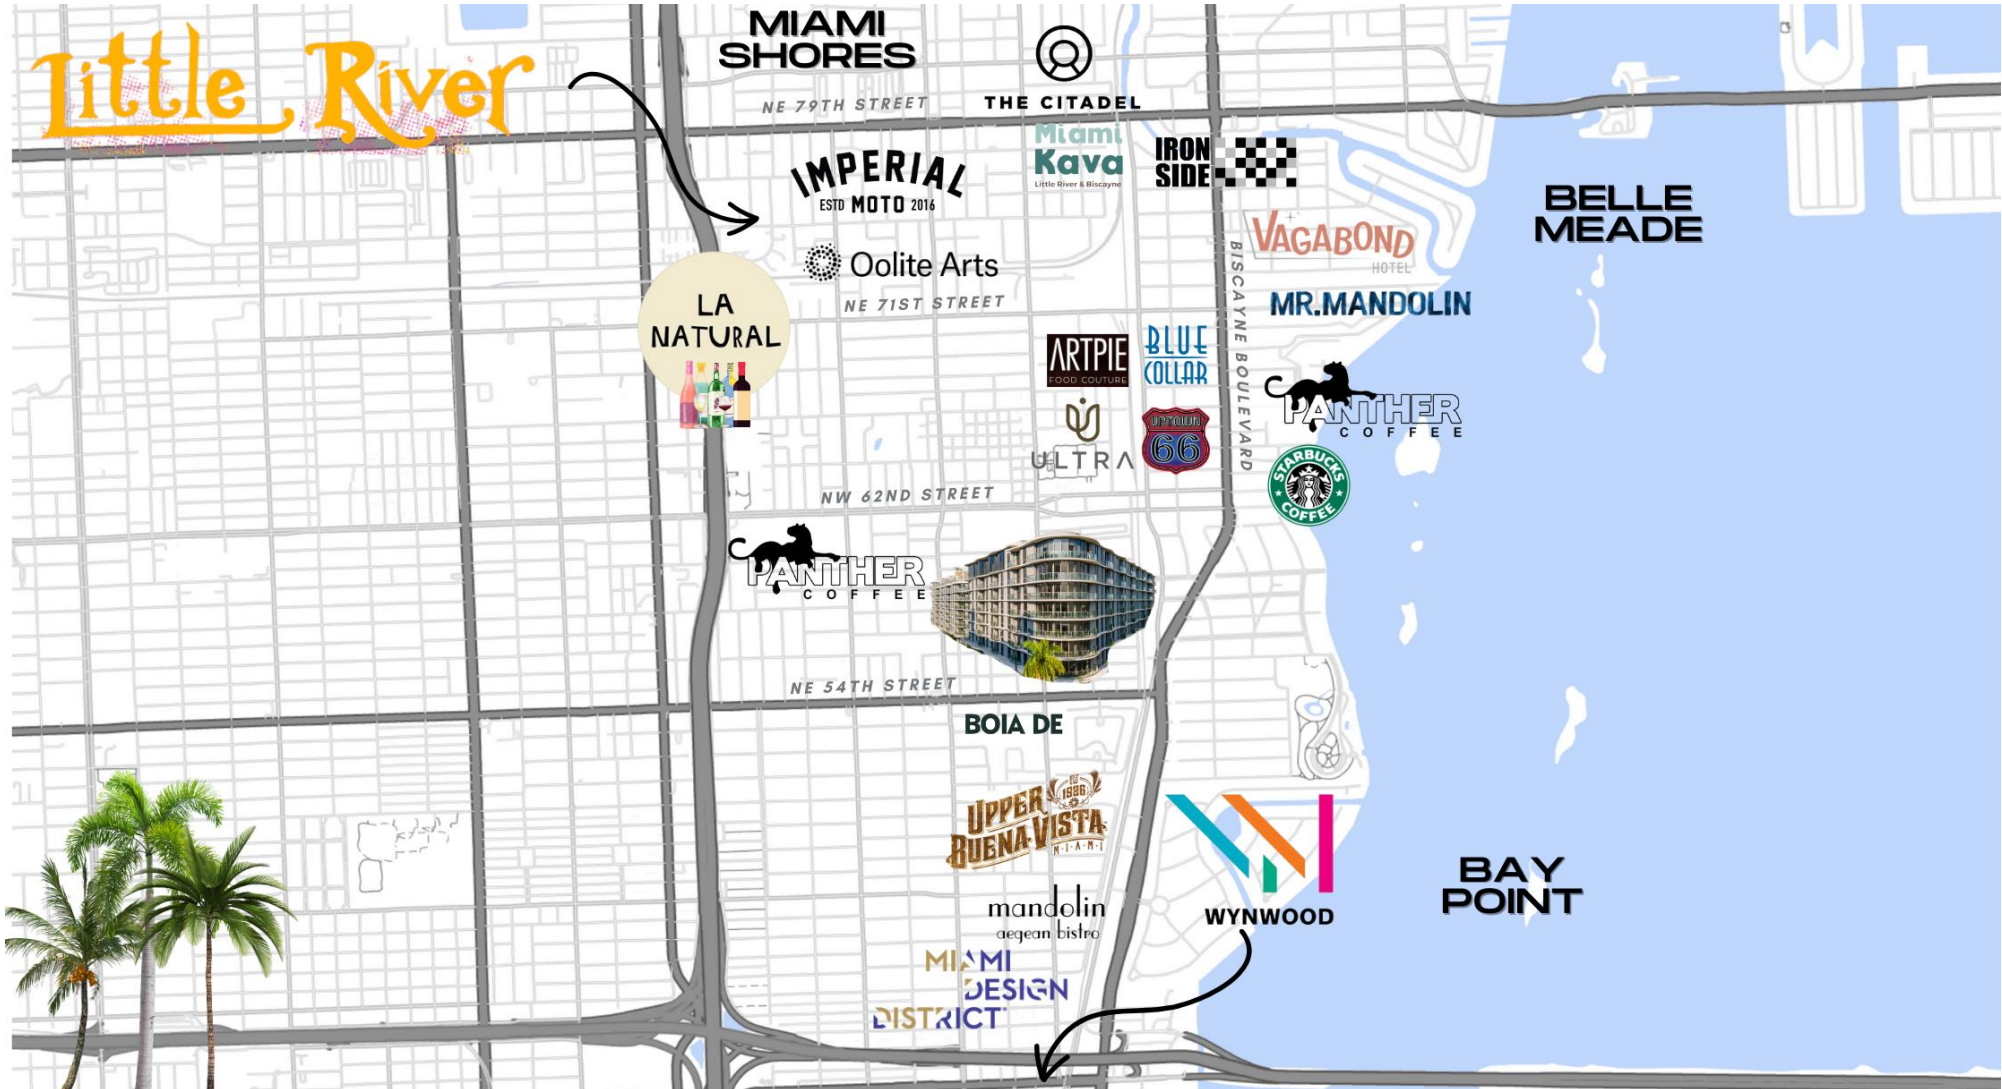 Little River
MIAMI
SHORES
NE 79TH STREET
THE CITADEL
Miami
Kava
Little River & Biscayne
IRON
SIDE
IMPERIAL
ESTD MOTO 2016
BELLE
MEADE
VAGABOND
HOTEL
Oolite Arts
NE 71ST STREET
LA
NATURAL
BISCAYNE BOULEVARD
MR.MANDOLIN
ARTPIE
FOOD COUTURE
BLUE
COLLAR
PANTHER
COFFEE
ULTRA
UPTOWN
66
STARBUCKS
COFFEE
NW 62ND STREET
PANTHER
COFFEE
NE 54TH STREET
BOIA DE
UPPER
EST 1926
BUENA·VISTA
M·I·A·M·I
WYNWOOD
BAY
POINT
mandolin
aegean bistro
MIAMI
DESIGN
DISTRICT